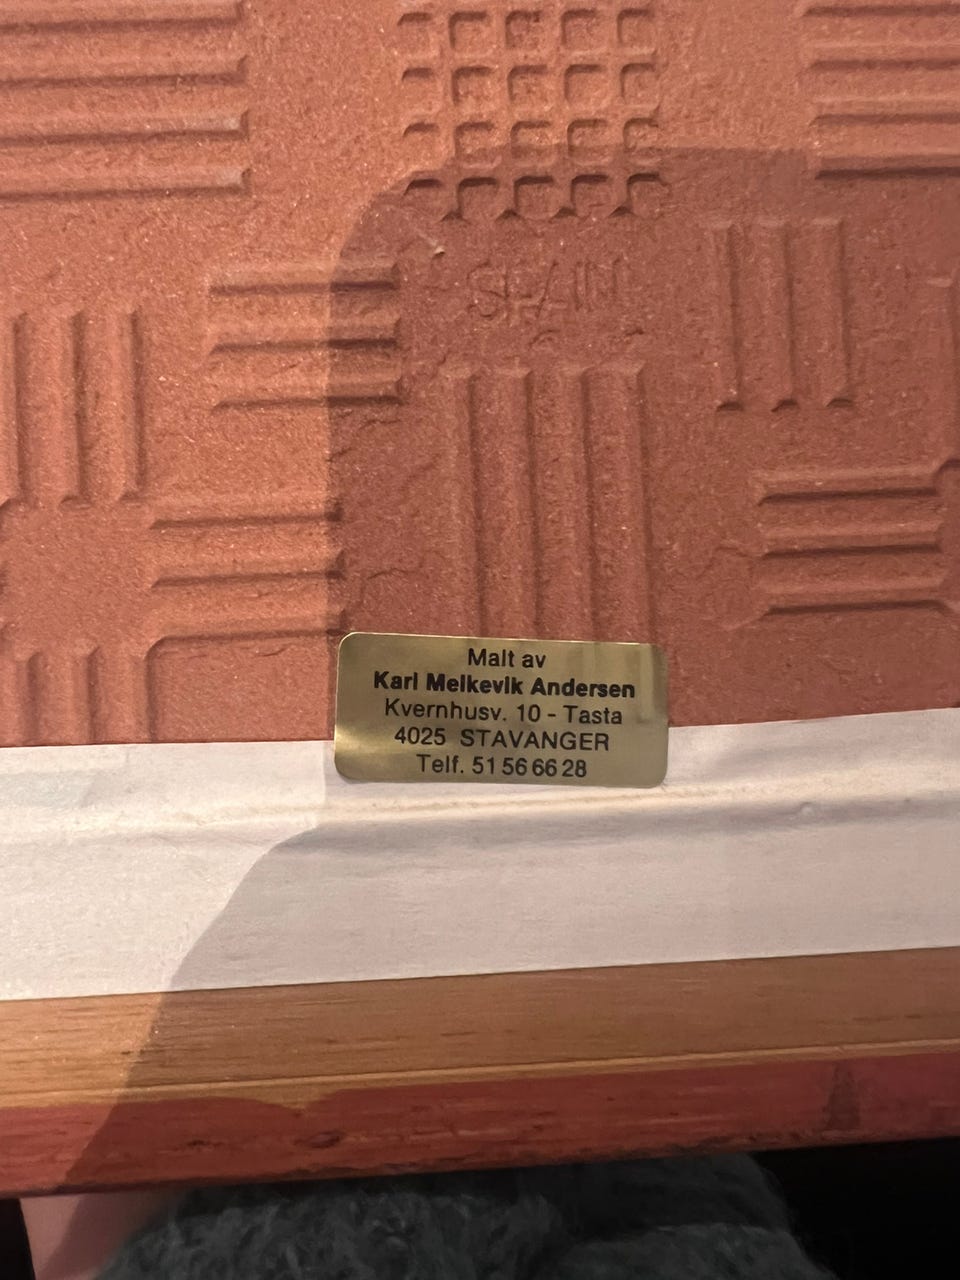 SPAIN
Malt av
Karl Melkevik Andersen
Kvernhusv. 10 - Tasta
4025 STAVANGER
Telf. 51 56 66 28